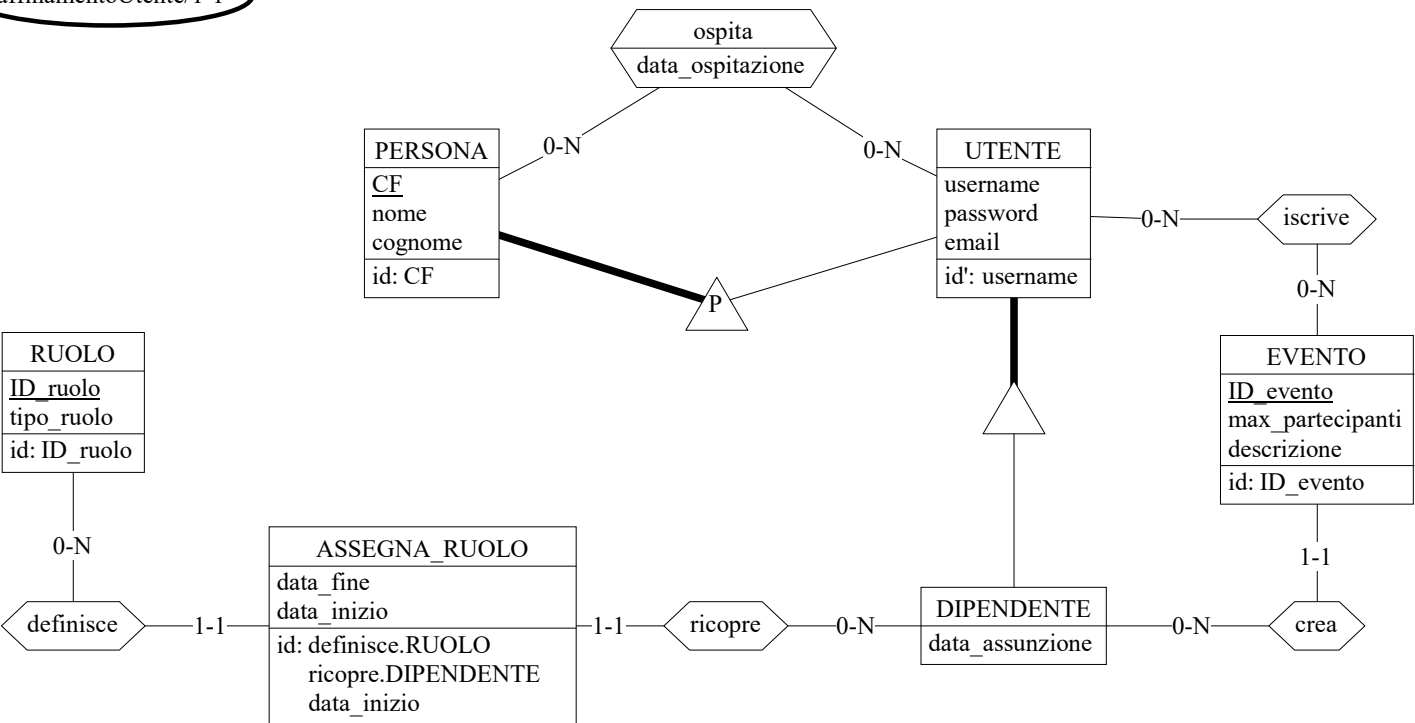 ospita
data_ospitazione
0-N
0-N
PERSONA
CF
nome
cognome
id: CF
UTENTE
username
password
email
id': username
0-N
iscrive
0-N
P
RUOLO
ID_ruolo
tipo_ruolo
id: ID_ruolo
EVENTO
ID_evento
max_partecipanti
descrizione
id: ID_evento
0-N
1-1
definisce
1-1
ASSEGNA_RUOLO
data_fine
data_inizio
id: definisce.RUOLO
ricopre.DIPENDENTE
data_inizio
1-1
ricopre
0-N
DIPENDENTE
data_assunzione
0-N
crea